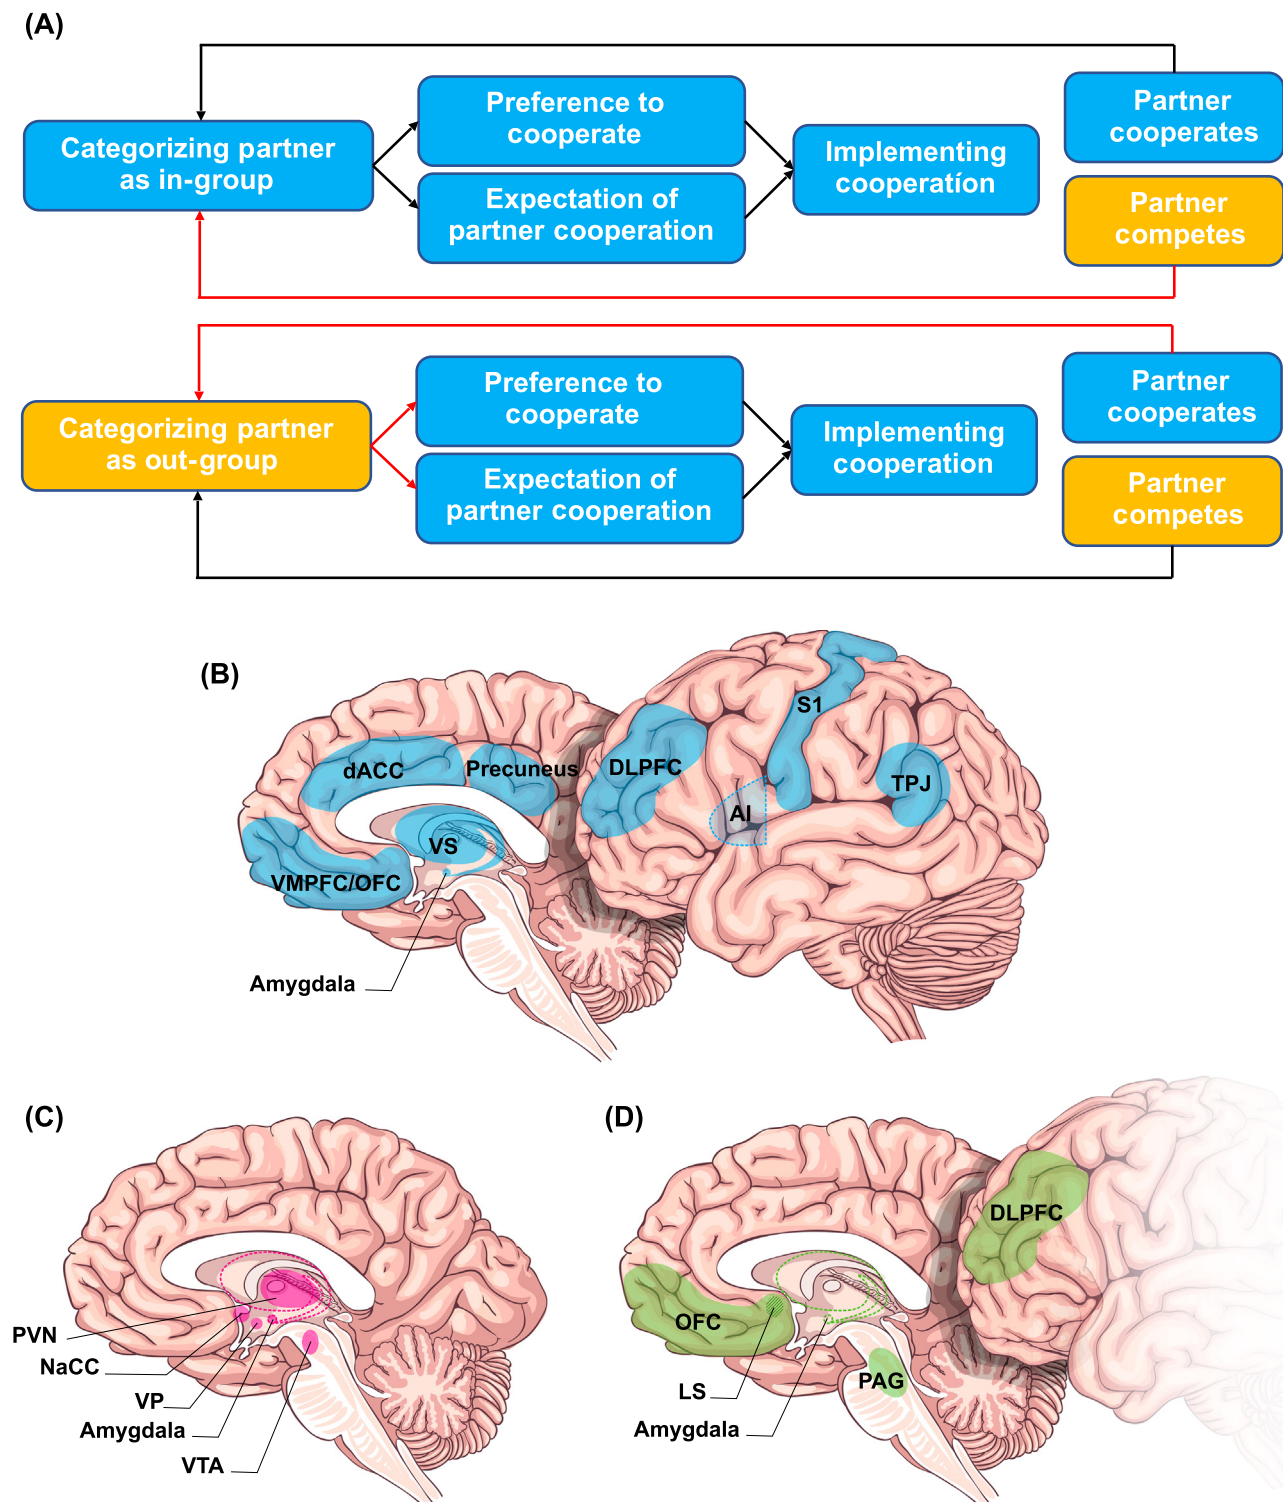 (A)
Categorizing partner
as in-group
Preference to
cooperate
Expectation of
partner cooperation
Implementing
cooperatíon
Partner
cooperates
Partner
competes
Categorizing partner
as out-group
Preference to
cooperate
Expectation of
partner cooperation
Implementing
cooperation
Partner
cooperates
Partner
competes
(B)
dACC
Precuneus
VS
VMPFC/OFC
Amygdala
DLPFC
S1
AI
TPJ
(C)
PVN
NaCC
VP
Amygdala
VTA
(D)
DLPFC
OFC
LS
PAG
Amygdala